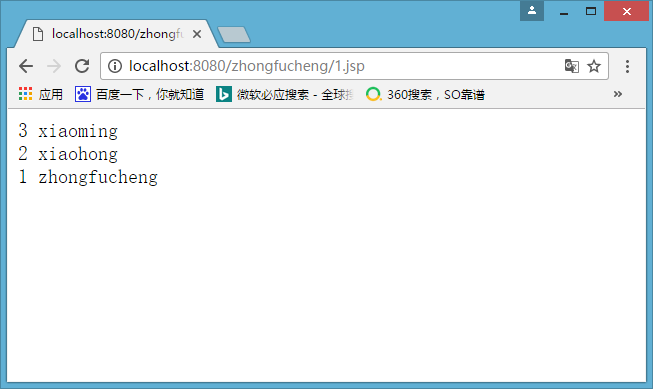 localhost:8080/zhongfu
localhost:8080/zhongfucheng/1.jsp
应用 百度一下，你就知道 微软必应搜索 - 全球 360搜索，SO靠谱 »
3 xiaoming
2 xiaohong
1 zhongfucheng